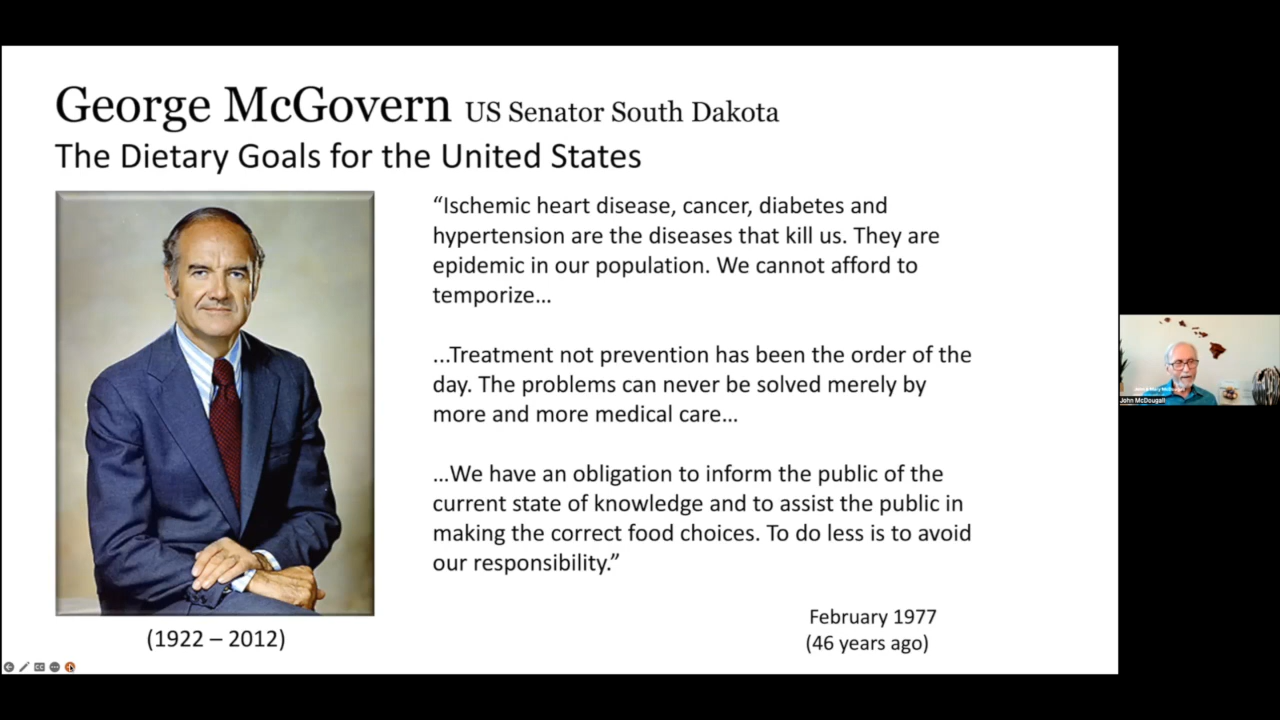 George McGovern US Senator South Dakota
The Dietary Goals for the United States
“Ischemic heart disease, cancer, diabetes and
hypertension are the diseases that kill us. They are
epidemic in our population. We cannot afford to
temporize…
...Treatment not prevention has been the order of the
day. The problems can never be solved merely by
more and more medical care…
…We have an obligation to inform the public of the
current state of knowledge and to assist the public in
making the correct food choices. To do less is to avoid
our responsibility.”
February 1977
(46 years ago)
(1922 – 2012)
John McDougall